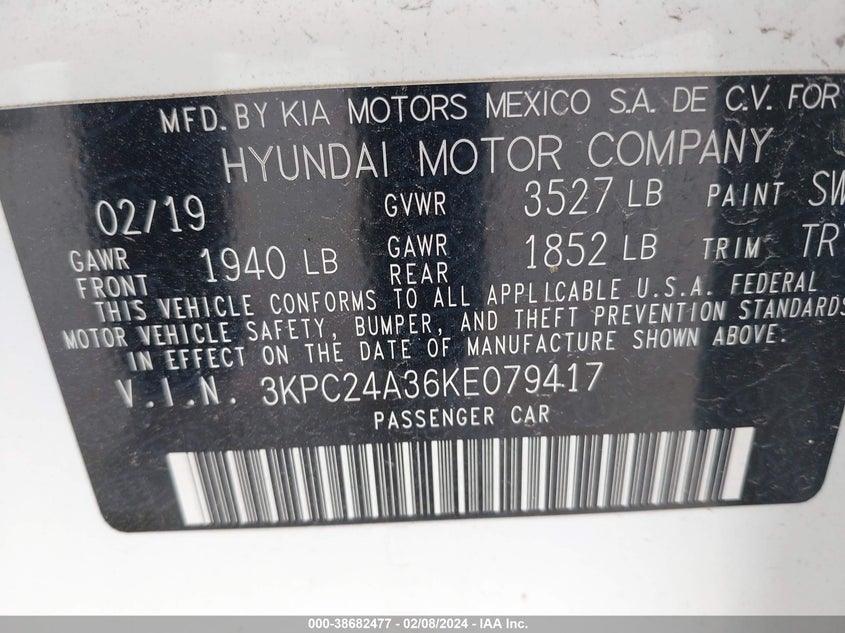 MFD. BY KIA MOTORS MEXICO S.A. DE C.V. FOR
HYUNDAI MOTOR COMPANY
02/19 GVWR 3527 LB PAINT SW
GAWR FRONT 1940 LB GAWR REAR 1852 LB TRIM TRY
THIS VEHICLE CONFORMS TO ALL APPLICABLE U.S.A. FEDERAL
MOTOR VEHICLE SAFETY, BUMPER, AND THEFT PREVENTION STANDARDS
IN EFFECT ON THE DATE OF MANUFACTURE SHOWN ABOVE.
V.I.N. 3KPC24A36KE079417
PASSENGER CAR
000-38682477 - 02/08/2024 - IAA Inc.